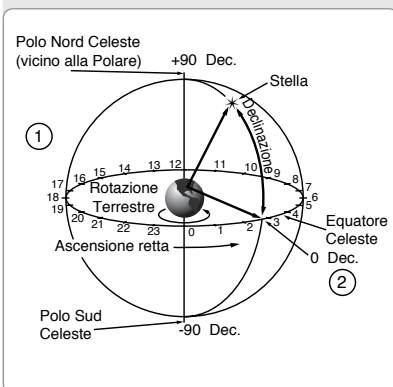 Polo Nord Celeste
(vicino alla Polare)
+90 Dec.
Stella
Declinazione
1
17 16 15 14 13 12 11 10 9 8 7
18 6
19 20 21 22 23 0 1 2 3 4 5
Rotazione
Terrestre
Equatore
Celeste
Ascensione retta
0 Dec.
2
Polo Sud
Celeste
-90 Dec.